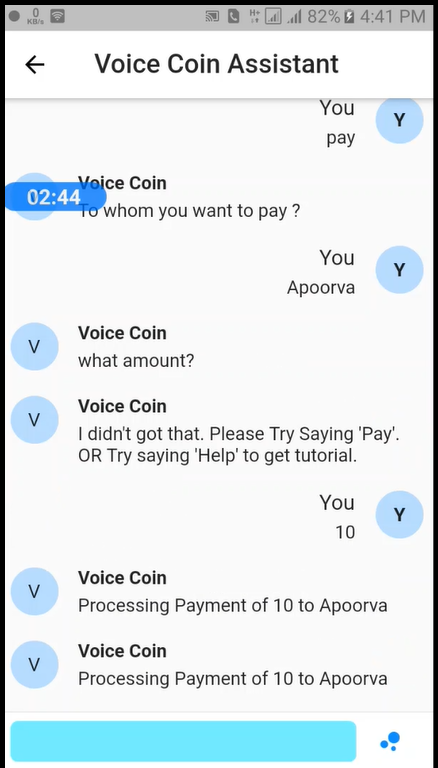 0
KB/s
H+
82%
4:41 PM
Voice Coin Assistant
You
Y
pay
Voice Coin
02:44
To whom you want to pay ?
You
Y
Apoorva
Voice Coin
V
what amount?
Voice Coin
V
I didn't got that. Please Try Saying 'Pay'.
OR Try saying 'Help' to get tutorial.
You
Y
10
Voice Coin
V
Processing Payment of 10 to Apoorva
Voice Coin
V
Processing Payment of 10 to Apoorva